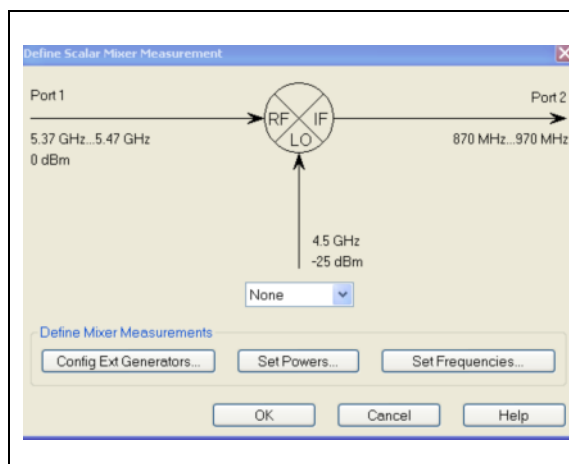 Define Scalar Mixer Measurement
Port 1
Port 2
RF
IF
LO
5.37 GHz...5.47 GHz
0 dBm
870 MHz...970 MHz
4.5 GHz
-25 dBm
None
Define Mixer Measurements
Config Ext Generators...
Set Powers...
Set Frequencies...
OK
Cancel
Help